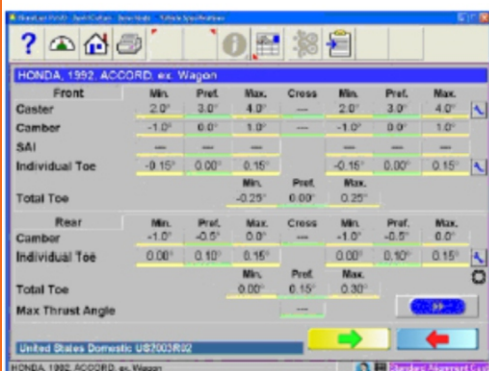 HONDA, 1992, ACCORD, ex. Wagon
Front Min. Pref. Max. Cross Min. Pref. Max.
Caster 2.0° 3.0° 4.0° --- 2.0° 3.0° 4.0°
Camber -1.0° 0.0° 1.0° --- -1.0° 0.0° 1.0°
SAI --- --- --- --- --- ---
Individual Toe -0.15° 0.00° 0.15° -0.15° 0.00° 0.15°
Min. Pref. Max.
Total Toe -0.25° 0.00° 0.25°
Rear Min. Pref. Max. Cross Min. Pref. Max.
Camber -1.0° -0.5° 0.0° --- -1.0° -0.5° 0.0°
Individual Toe 0.00° 0.10° 0.15° 0.00° 0.10° 0.15°
Min. Pref. Max.
Total Toe 0.00° 0.15° 0.30°
Max Thrust Angle ---
United States Domestic US2003R02
HONDA, 1992, ACCORD, ex. Wagon Standard Alignment